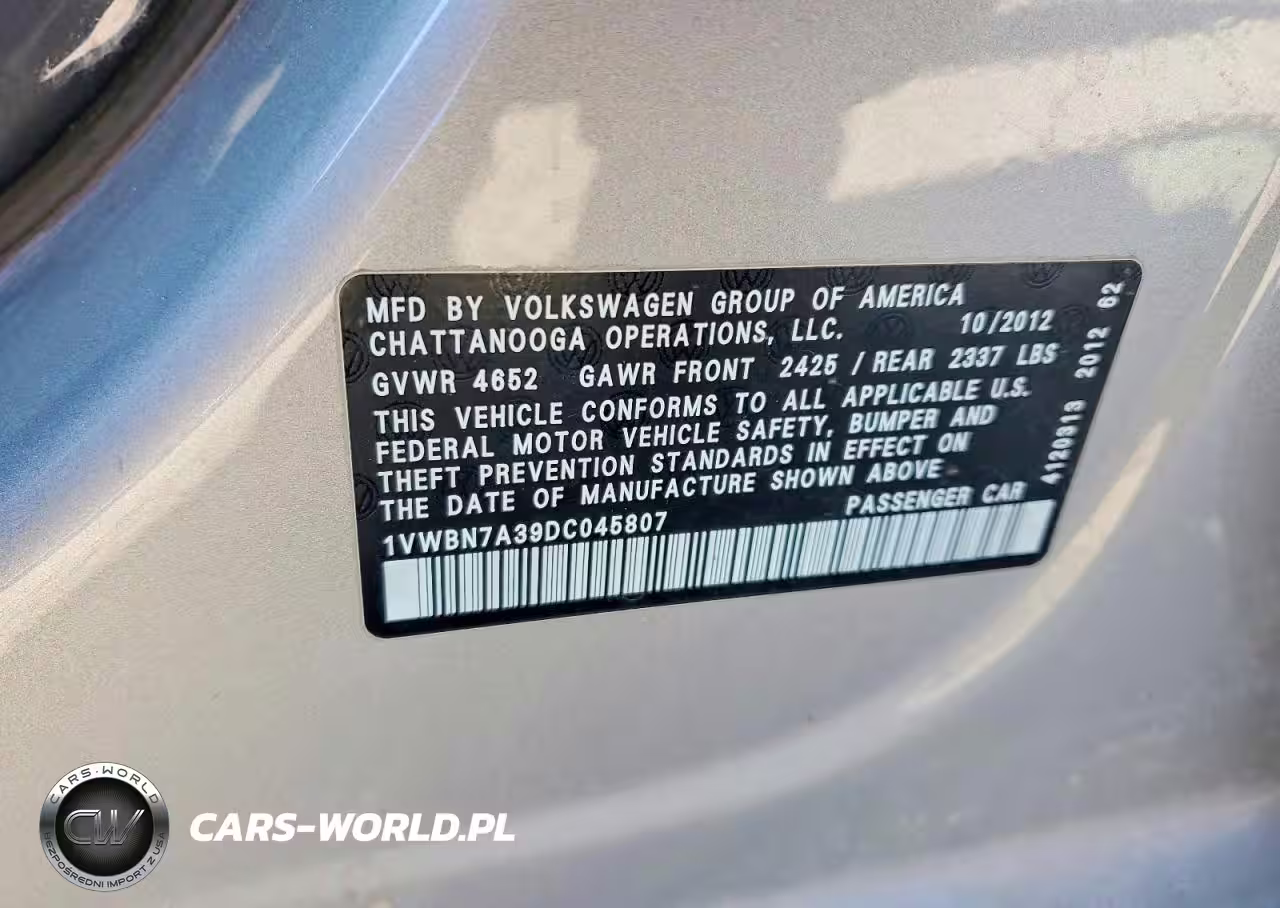 MFD BY VOLKSWAGEN GROUP OF AMERICA
CHATTANOOGA OPERATIONS, LLC. 10/2012
GVWR 4652 GAWR FRONT 2425 / REAR 2337 LBS
THIS VEHICLE CONFORMS TO ALL APPLICABLE U.S.
FEDERAL MOTOR VEHICLE SAFETY, BUMPER AND
THEFT PREVENTION STANDARDS IN EFFECT ON
THE DATE OF MANUFACTURE SHOWN ABOVE
1VWBN7A39DC045807 PASSENGER CAR
4120313 2012 62
CARS-WORLD
CW
BEZPOŚREDNI IMPORT Z USA
CARS-WORLD.PL